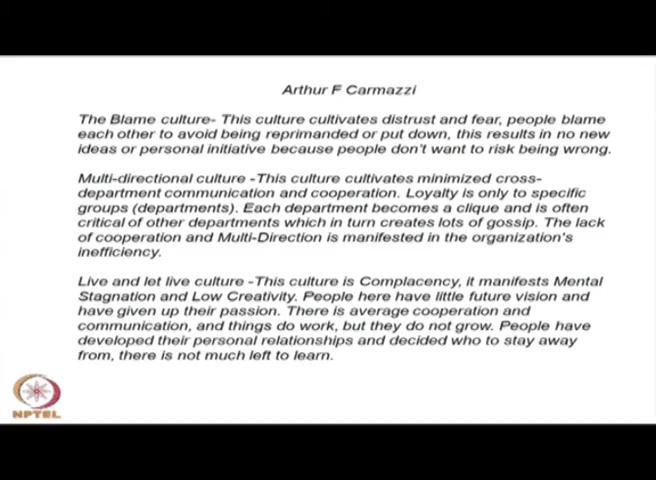 Arthur F Carmazzi
The Blame culture- This culture cultivates distrust and fear, people blame
each other to avoid being reprimanded or put down, this results in no new
ideas or personal initiative because people don't want to risk being wrong.
Multi-directional culture -This culture cultivates minimized cross-
department communication and cooperation. Loyalty is only to specific
groups (departments). Each department becomes a clique and is often
critical of other departments which in turn creates lots of gossip. The lack
of cooperation and Multi-Direction is manifested in the organization's
inefficiency.
Live and let live culture -This culture is Complacency, it manifests Mental
Stagnation and Low Creativity. People here have little future vision and
have given up their passion. There is average cooperation and
communication, and things do work, but they do not grow. People have
developed their personal relationships and decided who to stay away
from, there is not much left to learn.
NPTEL